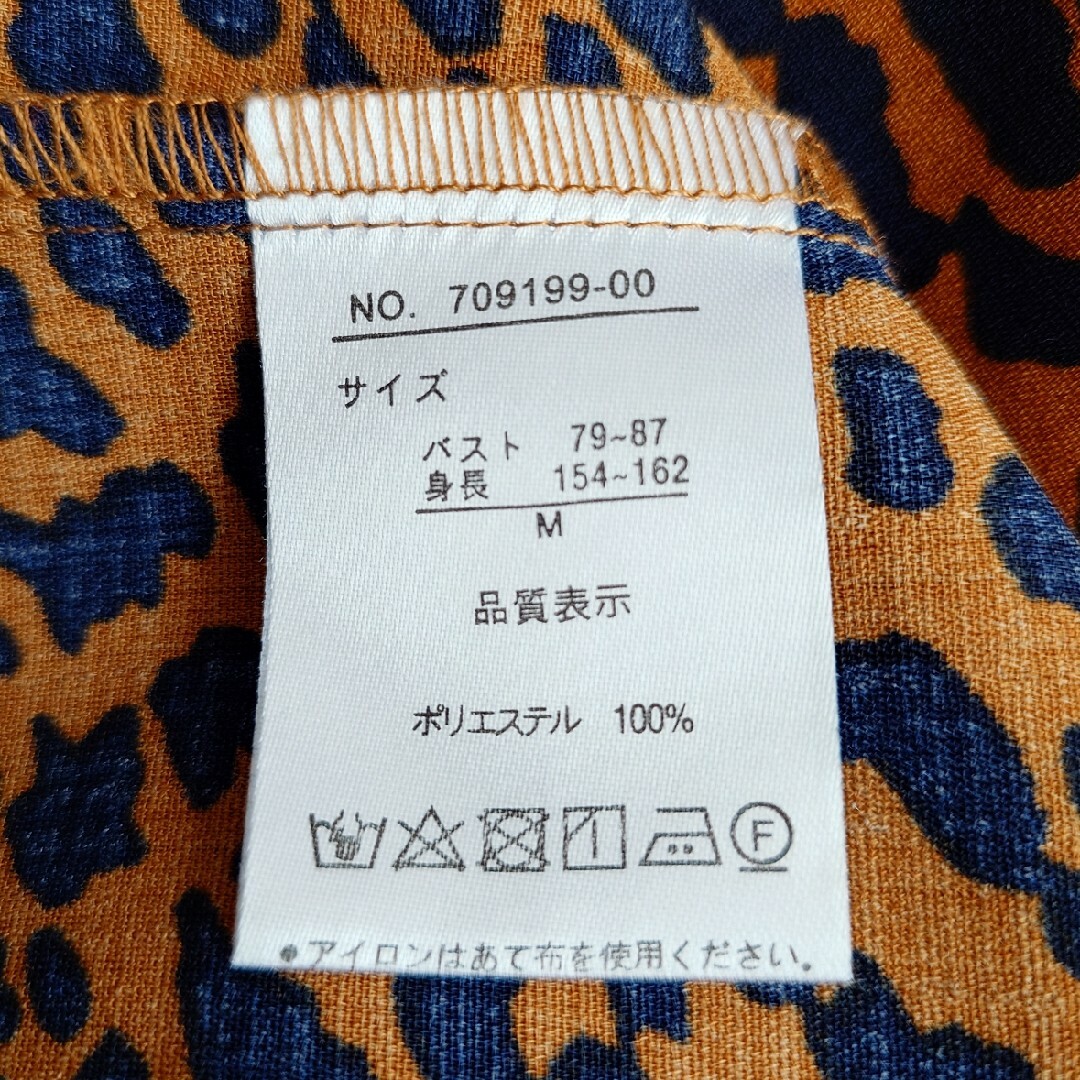 NO. 709199-00
サイズ
バスト 79~87
身長 154~162
M
品質表示
ポリエステル 100%
F
●アイロンはあて布を使用ください。